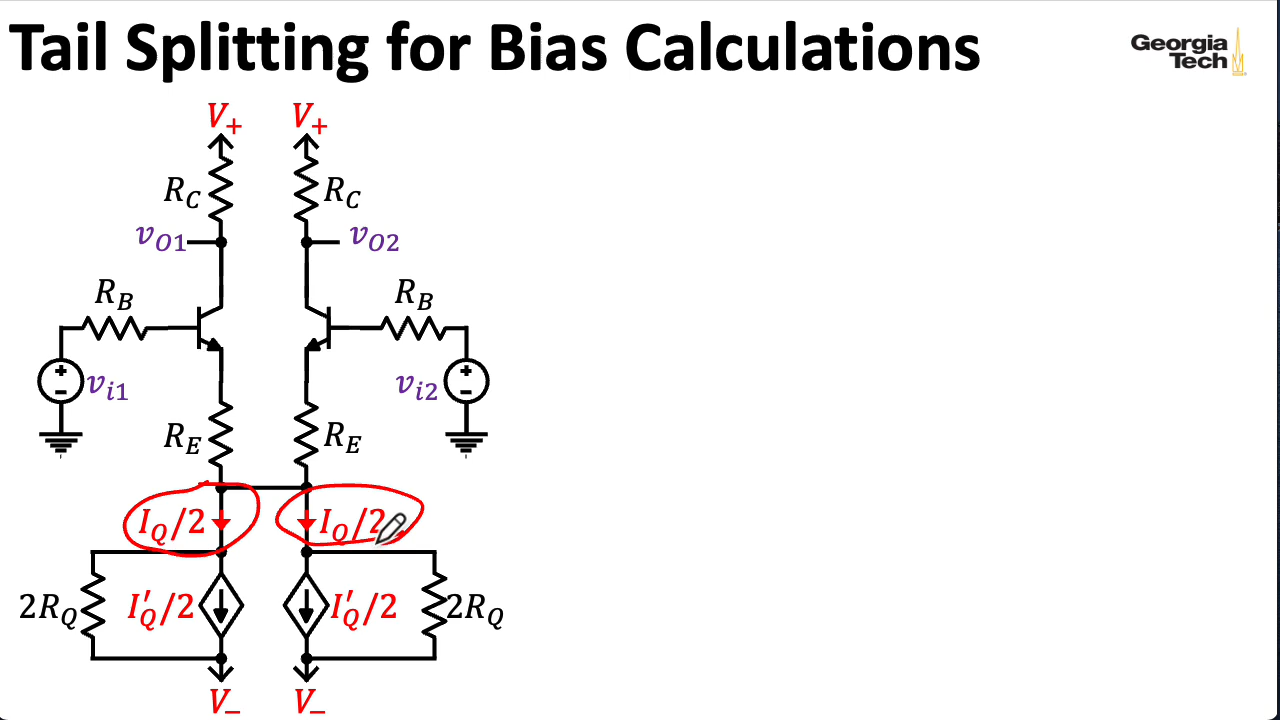 Tail Splitting for Bias Calculations
Georgia
Tech
V+ V+
RC RC
vO1 vO2
RB RB
vi1 vi2
RE RE
IQ/2 IQ/2
2RQ I′Q/2 I′Q/2 2RQ
V− V−